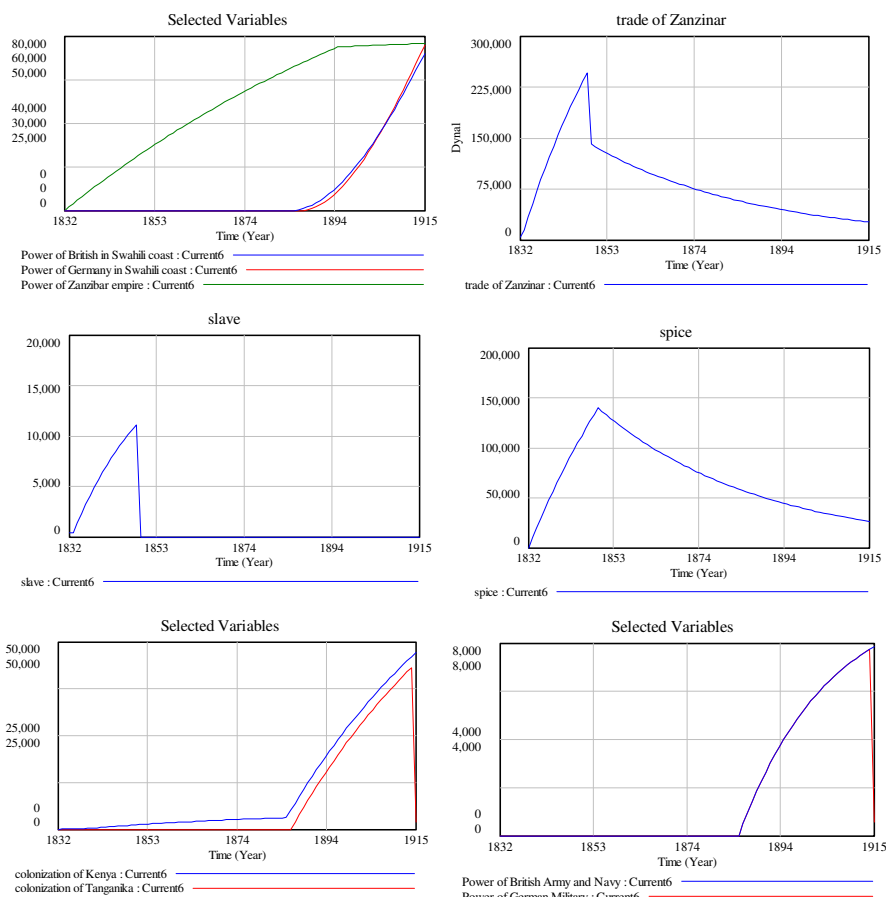 Selected Variables
80,000
60,000
40,000
30,000
25,000
0
0
0
1832 1853 1874 1894 1915
Time (Year)
Power of British in Swahili coast : Current6
Power of Germany in Swahili coast : Current6
Power of Zanzibar empire : Current6
trade of Zanzinar
300,000
225,000
150,000
75,000
0
Dynal
1832 1853 1874 1894 1915
Time (Year)
trade of Zanzinar : Current6
slave
20,000
15,000
10,000
5,000
0
1832 1853 1874 1894 1915
Time (Year)
slave : Current6
spice
200,000
150,000
100,000
50,000
0
1832 1853 1874 1894 1915
Time (Year)
spice : Current6
Selected Variables
50,000
50,000
25,000
25,000
0
0
1832 1853 1874 1894 1915
Time (Year)
colonization of Kenya : Current6
colonization of Tanganika : Current6
Selected Variables
8,000
8,000
4,000
4,000
0
0
1832 1853 1874 1894 1915
Time (Year)
Power of British Army and Navy : Current6
Power of German Military : Current6